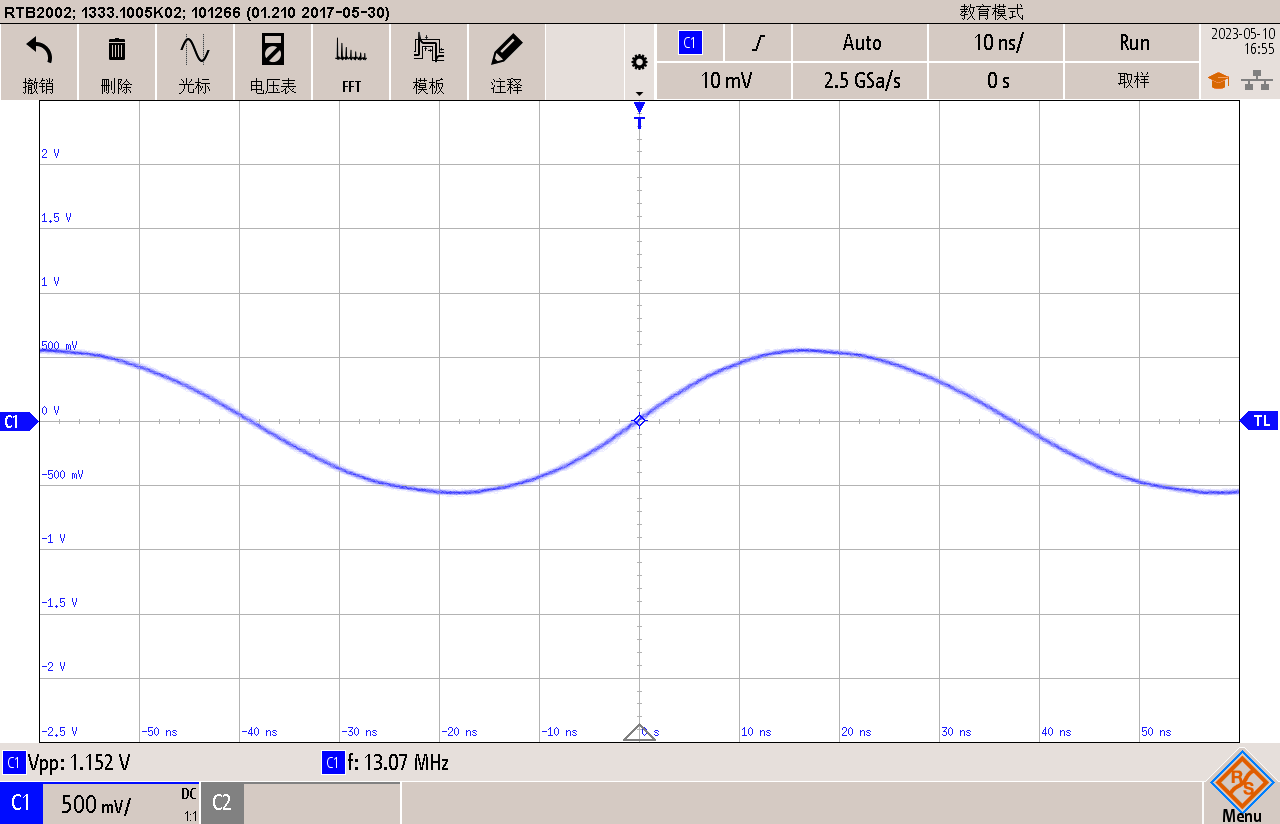 RTB2002; 1333.1005K02; 101266 (01.210 2017-05-30)
教育模式
撤销
删除
光标
电压表
FFT
模板
注释
C1
Auto
10 ns/
Run
2023-05-10
16:55
10 mV
2.5 GSa/s
0 s
取样
T
2 V
1.5 V
1 V
500 mV
0 V
C1
TL
-500 mV
-1 V
-1.5 V
-2 V
-2.5 V
-50 ns
-40 ns
-30 ns
-20 ns
-10 ns
0 s
10 ns
20 ns
30 ns
40 ns
50 ns
C1 Vpp: 1.152 V
C1 f: 13.07 MHz
C1
500 mV/
DC
1:1
C2
R S
Menu